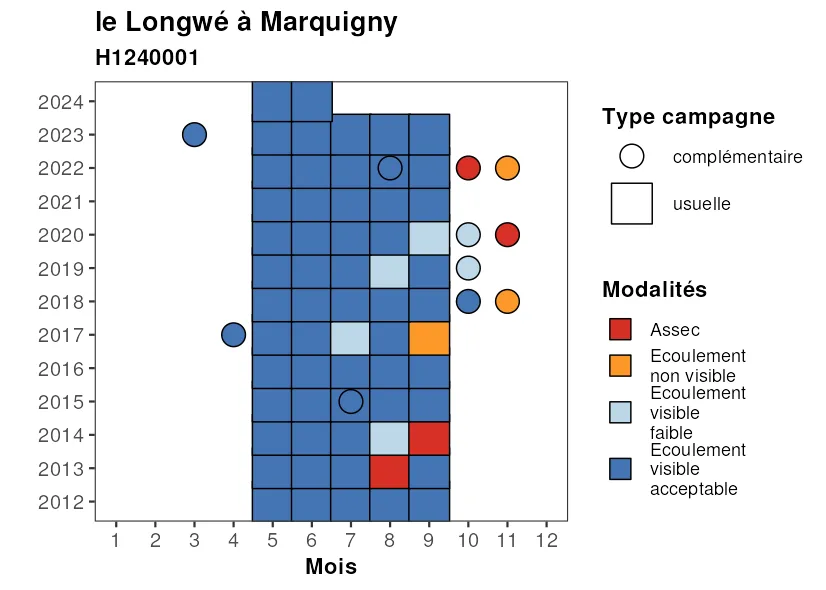 le Longwé à Marquigny
H1240001
2024
2023
2022
2021
2020
2019
2018
2017
2016
2015
2014
2013
2012
1 2 3 4 5 6 7 8 9 10 11 12
Mois
Type campagne
complémentaire
usuelle
Modalités
Assec
Ecoulement
non visible
Ecoulement
visible
faible
Ecoulement
visible
acceptable